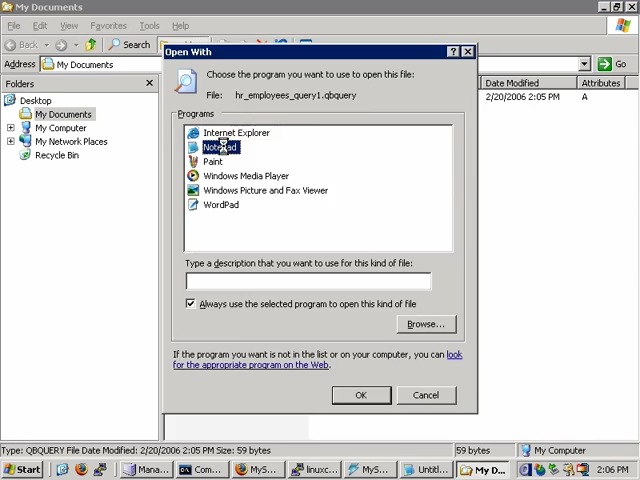 My Documents
File Edit View Favorites Tools Help
Back Search
Address My Documents Go
Folders
Desktop
My Documents
My Computer
My Network Places
Recycle Bin
Date Modified Attributes
2/20/2006 2:05 PM A
Open With
Choose the program you want to use to open this file:
File: hr_employees_query1.qbquery
Programs
Internet Explorer
Notepad
Paint
Windows Media Player
Windows Picture and Fax Viewer
WordPad
Type a description that you want to use for this kind of file:
Always use the selected program to open this kind of file
Browse...
If the program you want is not in the list or on your computer, you can look
for the appropriate program on the Web.
OK Cancel
Type: QBQUERY File Date Modified: 2/20/2006 2:05 PM Size: 59 bytes 59 bytes My Computer
Start Mana... Com... MyS... linuxc... MyS... Untitl... My D... 2:06 PM